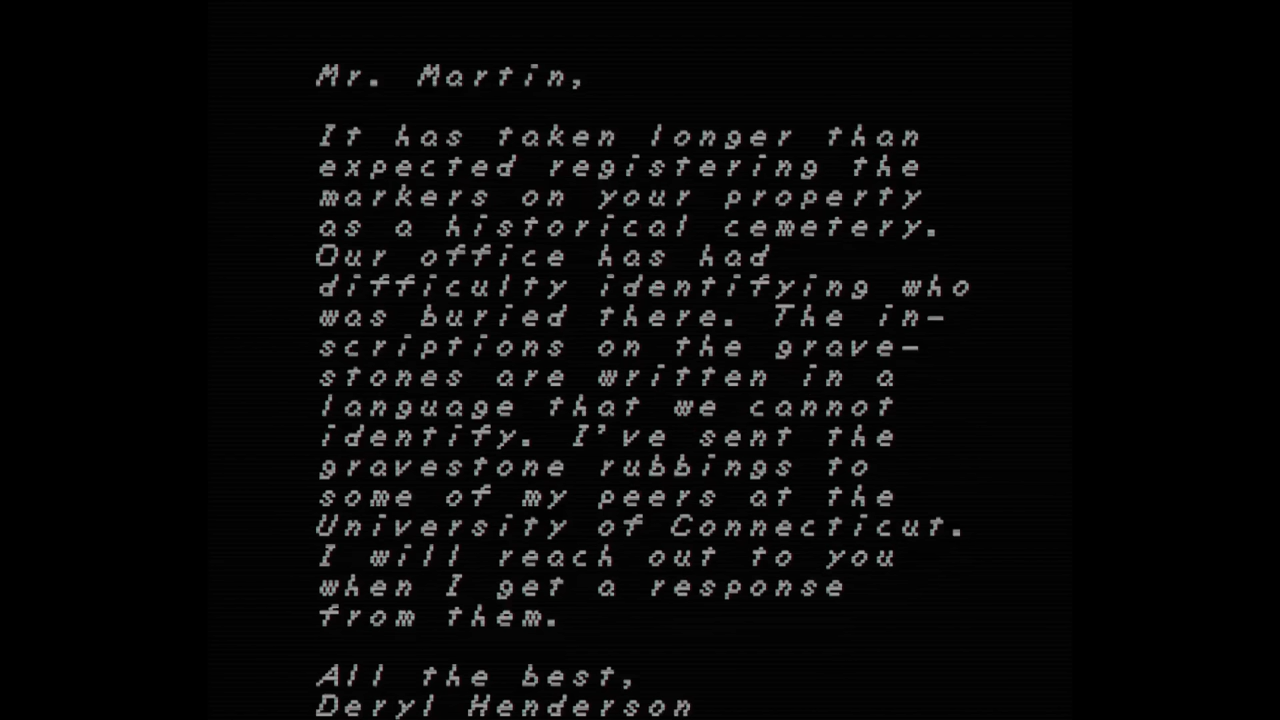 Mr. Martin,
It has taken longer than
expected registering the
markers on your property
as a historical cemetery.
Our office has had
difficulty identifying who
was buried there. The in-
scriptions on the grave-
stones are written in a
language that we cannot
identify. I've sent the
gravestone rubbings to
some of my peers at the
University of Connecticut.
I will reach out to you
when I get a response
from them.
All the best,
Deryl Henderson